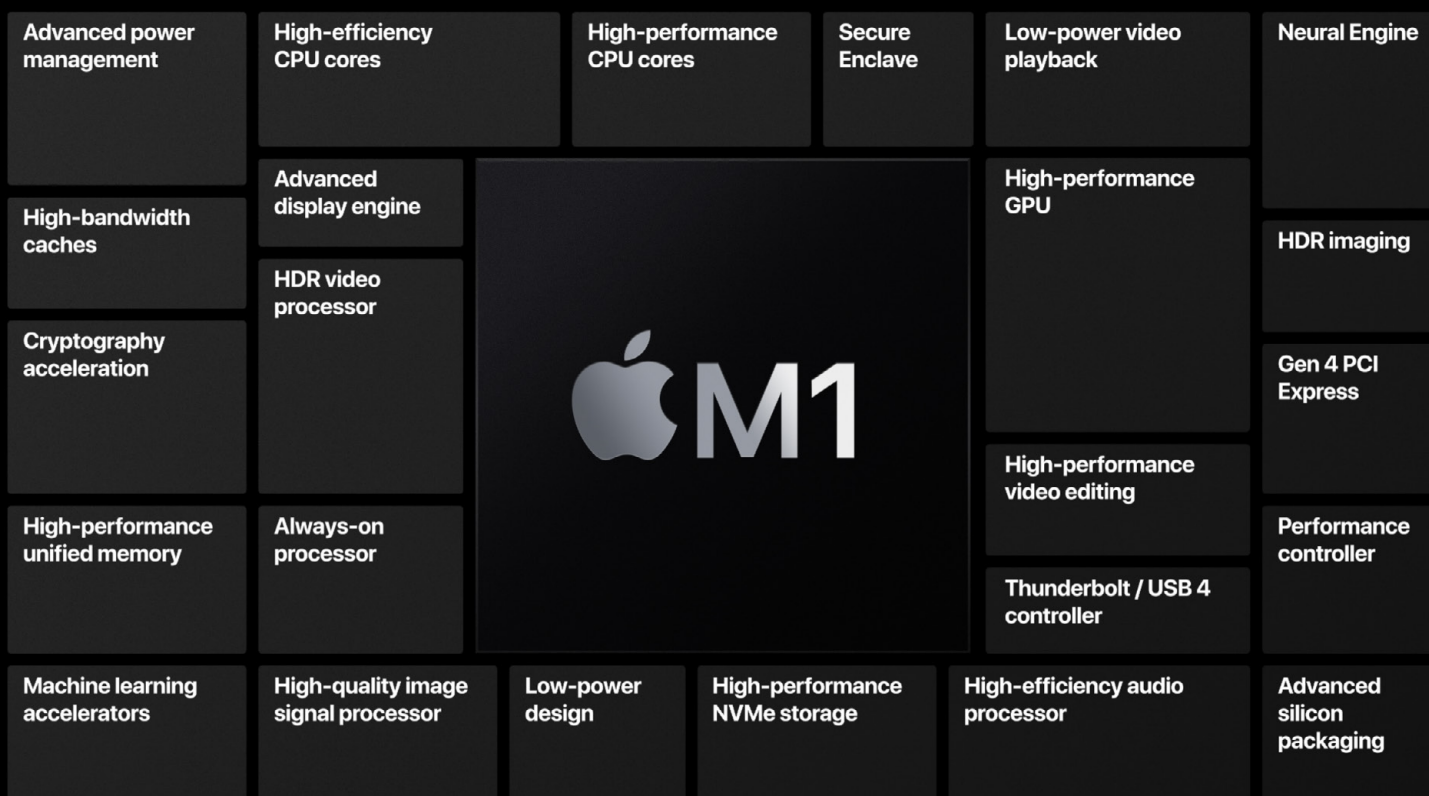 Advanced power
management
High-efficiency
CPU cores
High-performance
CPU cores
Secure
Enclave
Low-power video
playback
Neural Engine
High-bandwidth
caches
Advanced
display engine
HDR video
processor
M1
High-performance
GPU
HDR imaging
Cryptography
acceleration
Gen 4 PCI
Express
High-performance
unified memory
Always-on
processor
High-performance
video editing
Thunderbolt / USB 4
controller
Performance
controller
Machine learning
accelerators
High-quality image
signal processor
Low-power
design
High-performance
NVMe storage
High-efficiency audio
processor
Advanced
silicon
packaging